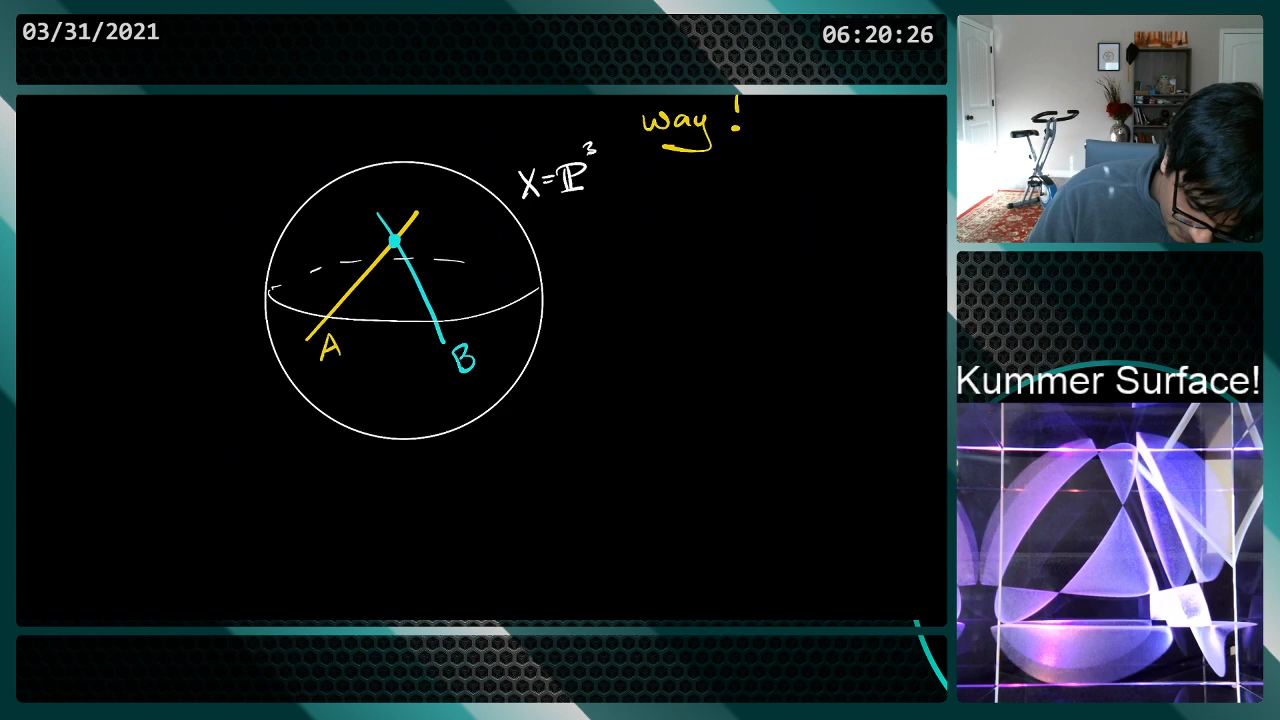 03/31/2021
06:20:26
way !
X=ℙ³
A
B
Kummer Surface!